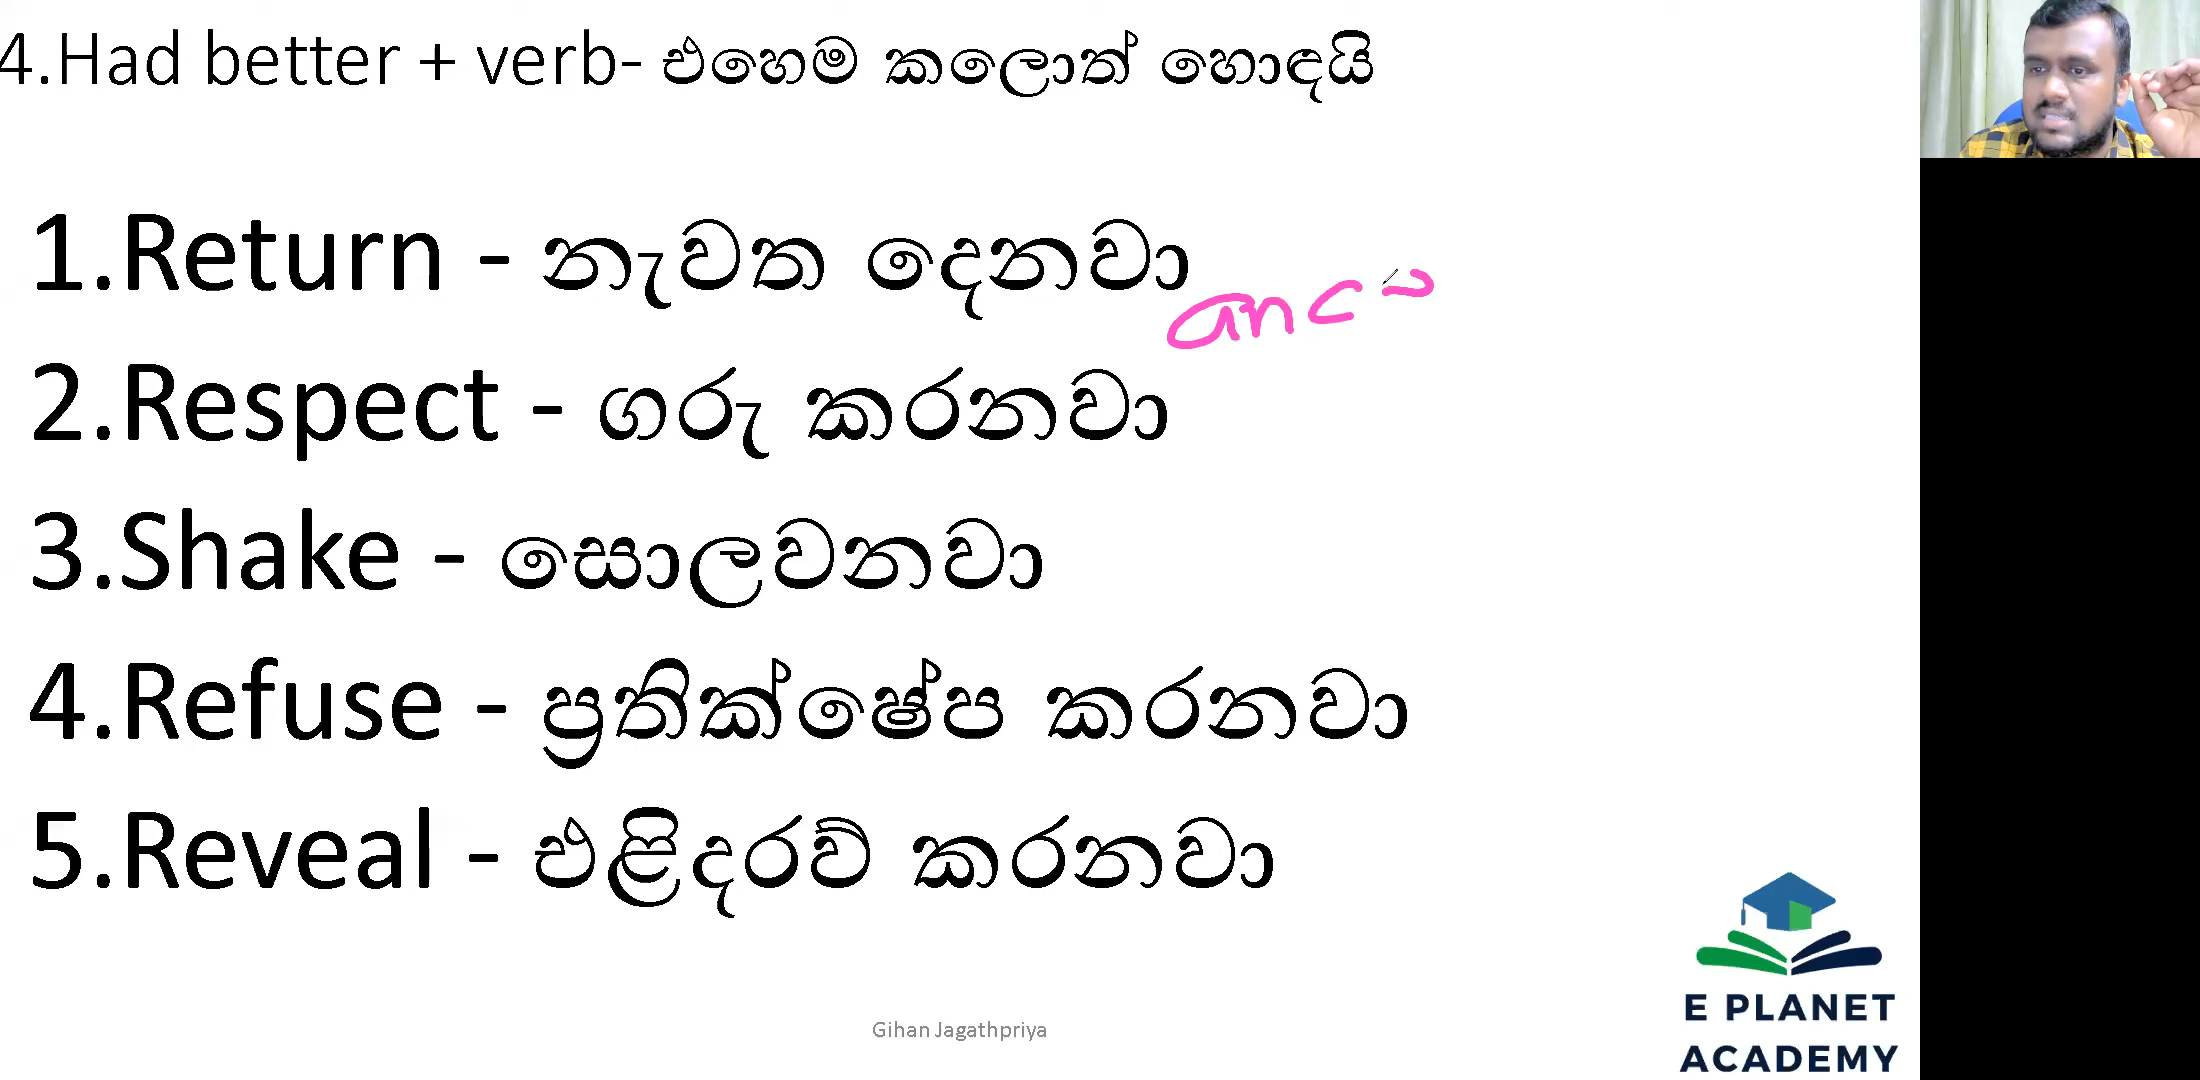 4.Had better + verb- එහෙම කලොත් හොඳයි
1.Return - නැවත දෙනවා
anc
2.Respect - ගරු කරනවා
3.Shake - සොලවනවා
4.Refuse - ප්‍රතික්ෂේප කරනවා
5.Reveal - එළිදරව් කරනවා
Gihan Jagathpriya
E PLANET
ACADEMY